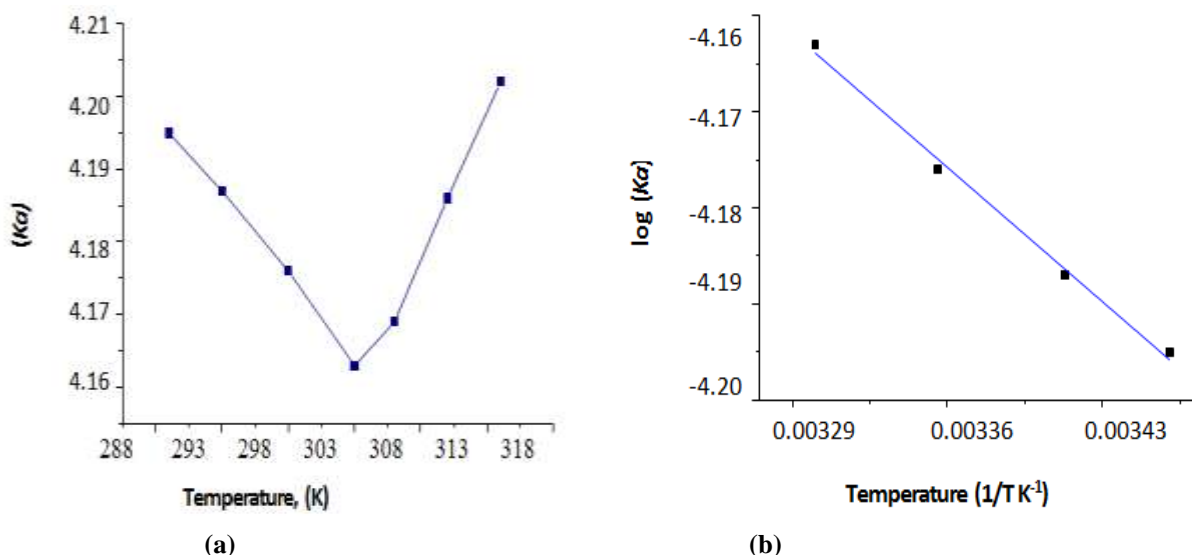 4.21
4.20
4.19
4.18
4.17
4.16
(Ka)
288 293 298 303 308 313 318
Temperature, (K)
(a)
-4.16
-4.17
-4.18
-4.19
-4.20
log (Ka)
0.00329 0.00336 0.00343
Temperature (1/T K-1)
(b)